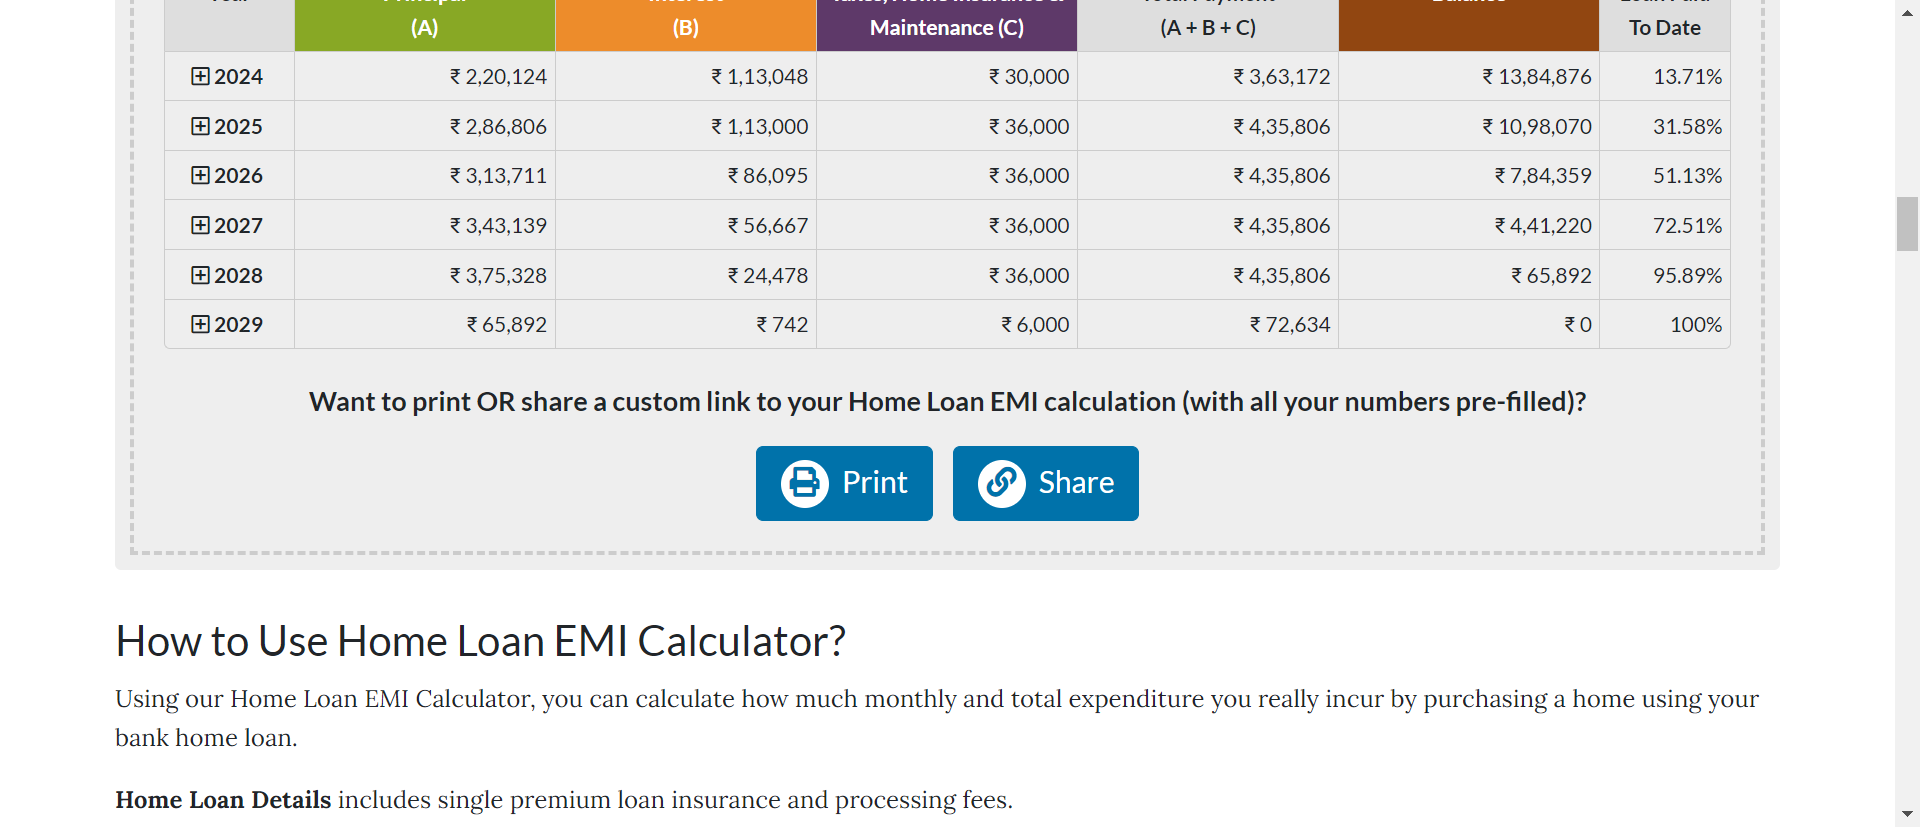 (A) (B) Maintenance (C) (A + B + C) To Date
2024 ₹ 2,20,124 ₹ 1,13,048 ₹ 30,000 ₹ 3,63,172 ₹ 13,84,876 13.71%
2025 ₹ 2,86,806 ₹ 1,13,000 ₹ 36,000 ₹ 4,35,806 ₹ 10,98,070 31.58%
2026 ₹ 3,13,711 ₹ 86,095 ₹ 36,000 ₹ 4,35,806 ₹ 7,84,359 51.13%
2027 ₹ 3,43,139 ₹ 56,667 ₹ 36,000 ₹ 4,35,806 ₹ 4,41,220 72.51%
2028 ₹ 3,75,328 ₹ 24,478 ₹ 36,000 ₹ 4,35,806 ₹ 65,892 95.89%
2029 ₹ 65,892 ₹ 742 ₹ 6,000 ₹ 72,634 ₹ 0 100%
Want to print OR share a custom link to your Home Loan EMI calculation (with all your numbers pre-filled)?
Print Share
How to Use Home Loan EMI Calculator?
Using our Home Loan EMI Calculator, you can calculate how much monthly and total expenditure you really incur by purchasing a home using your
bank home loan.
Home Loan Details includes single premium loan insurance and processing fees.